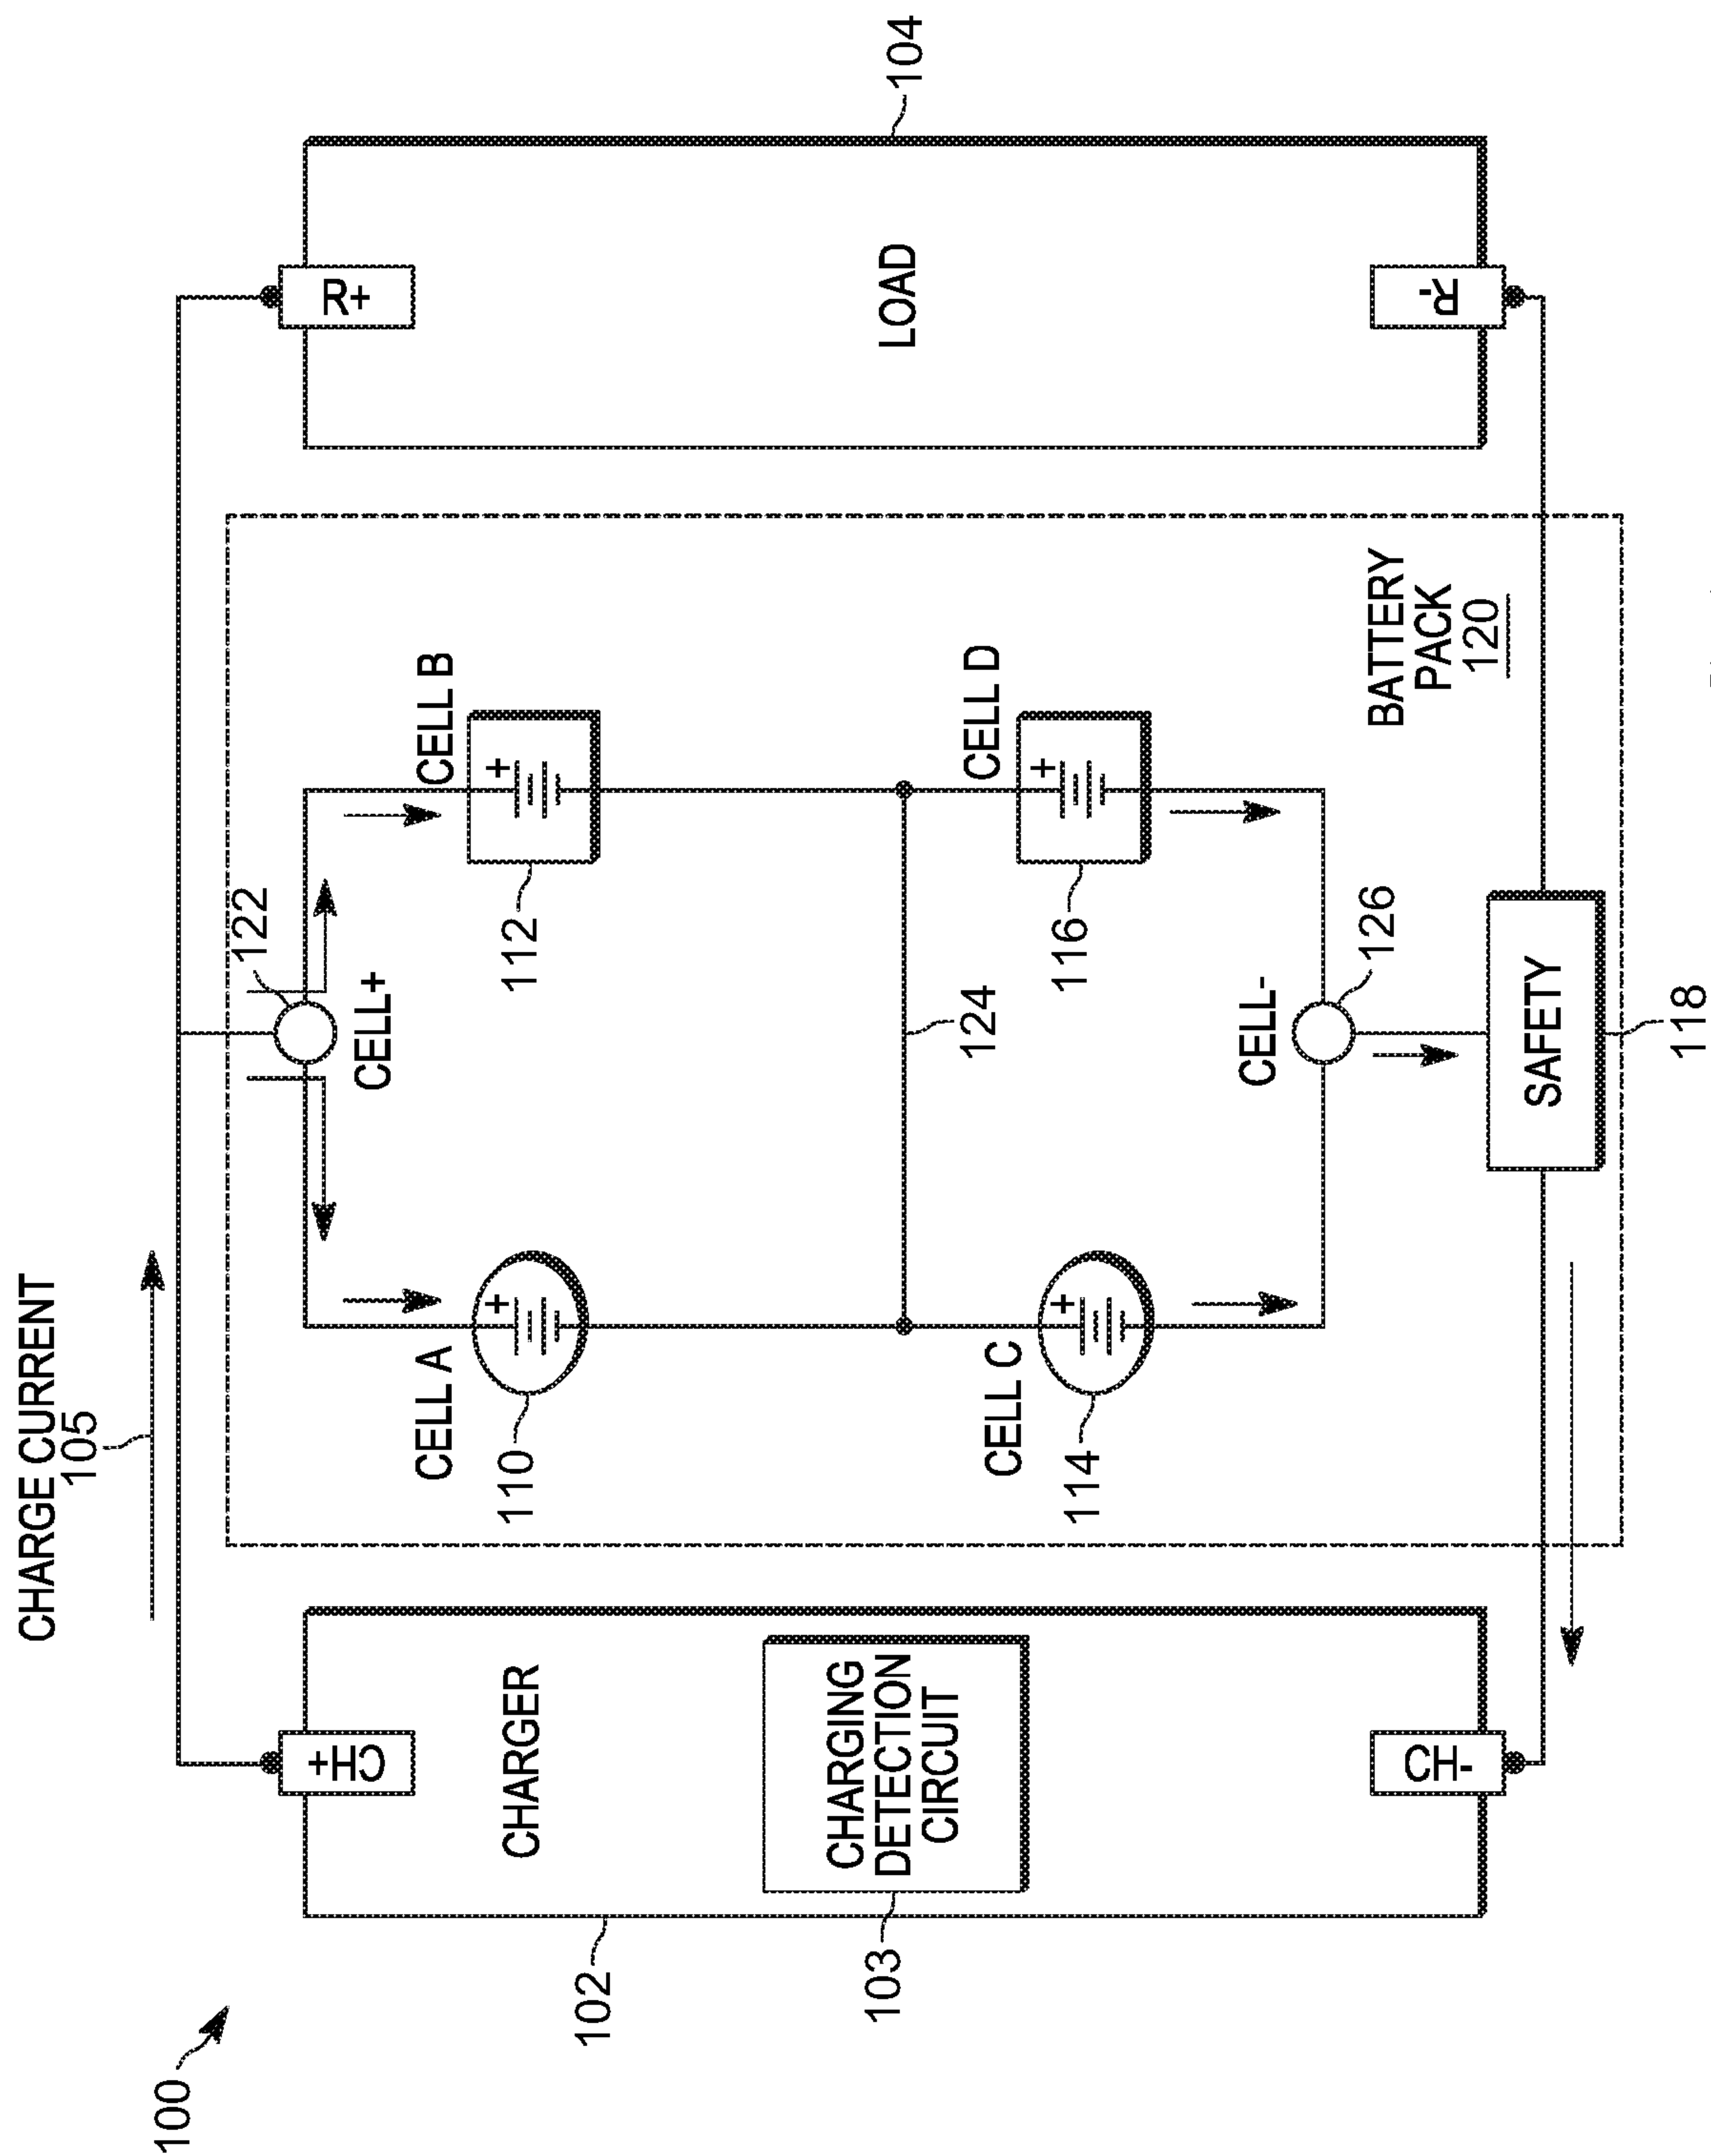 100
CHARGE CURRENT
105
CH+
CHARGER
102
CHARGING
DETECTION
CIRCUIT
103
CH-
122
CELL+
CELL A
110
CELL B
112
124
CELL C
114
CELL D
116
CELL-
126
SAFETY
118
BATTERY
PACK
120
R+
LOAD
104
R-